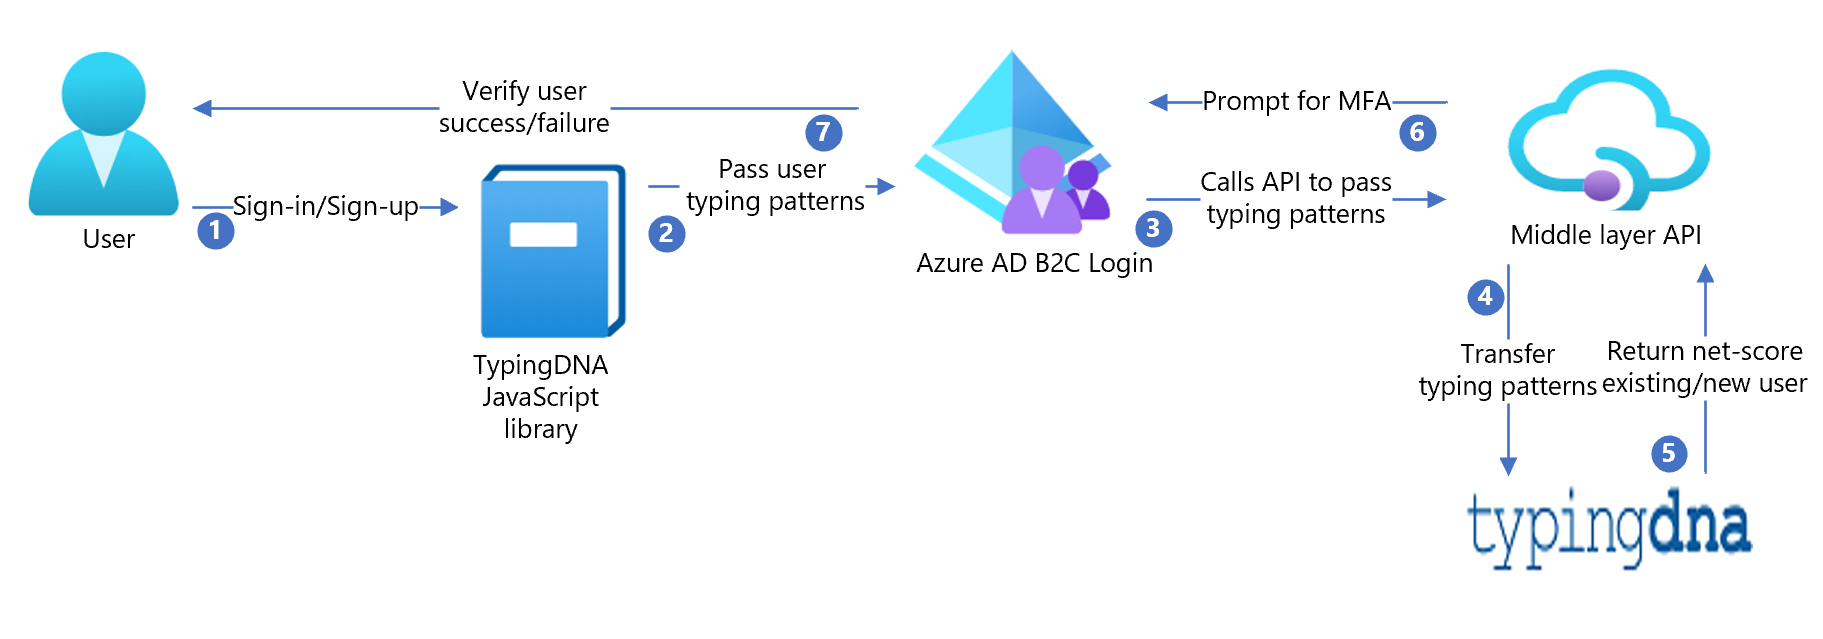 Verify user
success/failure
7
Prompt for MFA
6
1
Sign-in/Sign-up
User
2
Pass user
typing patterns
3
Calls API to pass
typing patterns
TypingDNA
JavaScript
library
Azure AD B2C Login
Middle layer API
4
Transfer
typing patterns
Return net-score
existing/new user
5
typingdna